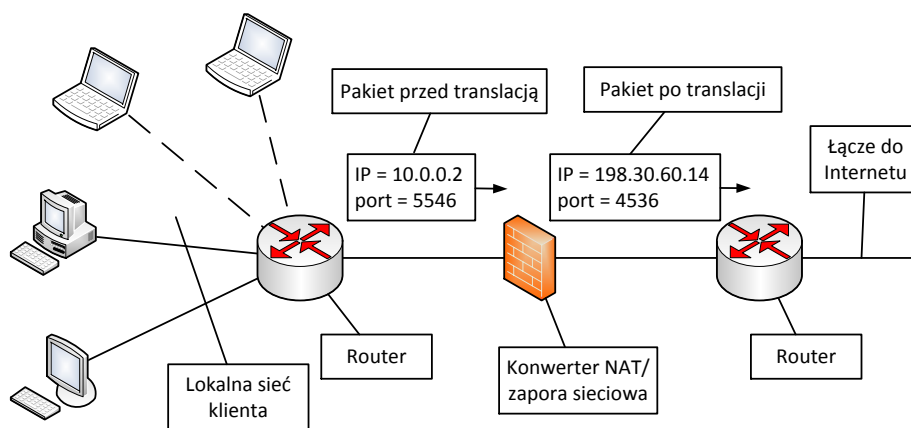 Pakiet przed translacją
Pakiet po translacji
IP = 10.0.0.2
port = 5546
IP = 198.30.60.14
port = 4536
Łącze do
Internetu
Router
Konwerter NAT/
zapora sieciowa
Router
Lokalna sieć
klienta